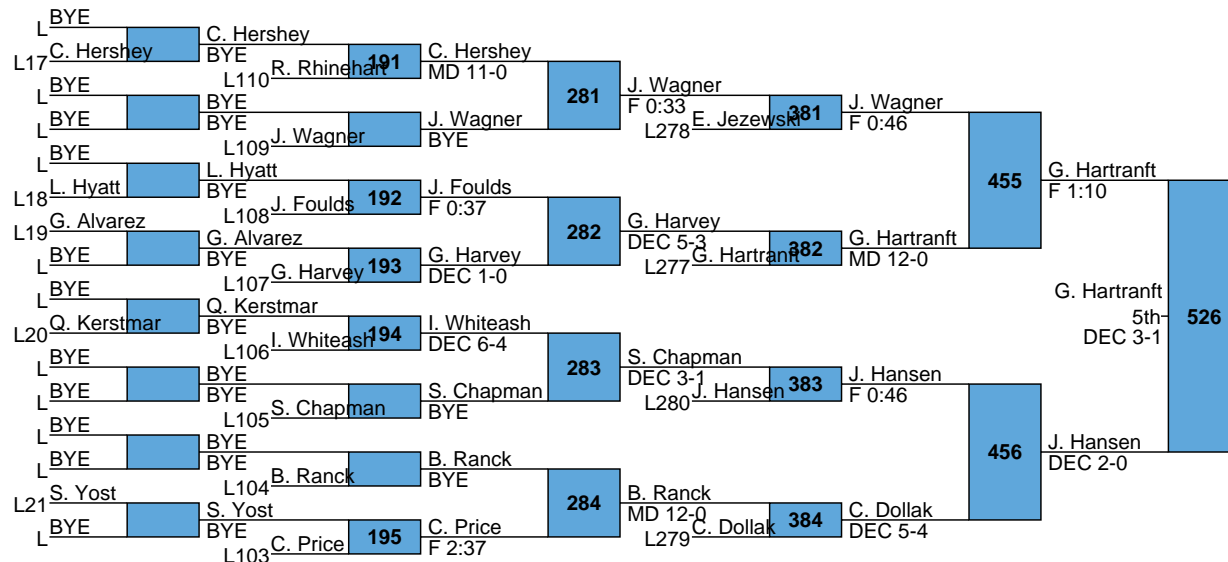 BYE
L
C. Hershey
L17
C. Hershey
BYE
R. Rhinehart
L110
191
C. Hershey
MD 11-0
BYE
L
BYE
L
BYE
BYE
J. Wagner
L109
J. Wagner
BYE
281
J. Wagner
F 0:33
E. Jezewski
L278
381
J. Wagner
F 0:46
BYE
L
L. Hyatt
L18
L. Hyatt
BYE
J. Foulds
L108
192
J. Foulds
F 0:37
G. Alvarez
L19
BYE
L
G. Alvarez
BYE
G. Harvey
L107
193
G. Harvey
DEC 1-0
282
G. Harvey
DEC 5-3
G. Hartranft
L277
382
G. Hartranft
MD 12-0
455
G. Hartranft
F 1:10
BYE
L
Q. Kerstmar
L20
Q. Kerstmar
BYE
I. Whiteash
L106
194
I. Whiteash
DEC 6-4
BYE
L
BYE
L
BYE
BYE
S. Chapman
L105
S. Chapman
BYE
283
S. Chapman
DEC 3-1
J. Hansen
L280
383
J. Hansen
F 0:46
BYE
L
BYE
L
BYE
BYE
B. Ranck
L104
B. Ranck
BYE
S. Yost
L21
BYE
L
S. Yost
BYE
C. Price
L103
195
C. Price
F 2:37
284
B. Ranck
MD 12-0
C. Dollak
L279
384
C. Dollak
DEC 5-4
456
J. Hansen
DEC 2-0
G. Hartranft
5th
DEC 3-1
526